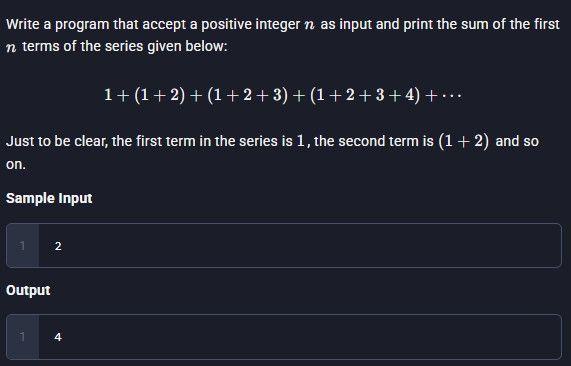 Write a program that accept a positive integer n as input and print the sum of the first
n terms of the series given below:
1 + (1 + 2) + (1 + 2 + 3) + (1 + 2 + 3 + 4) + ···
Just to be clear, the first term in the series is 1, the second term is (1 + 2) and so
on.
Sample Input
1 2
Output
1 4